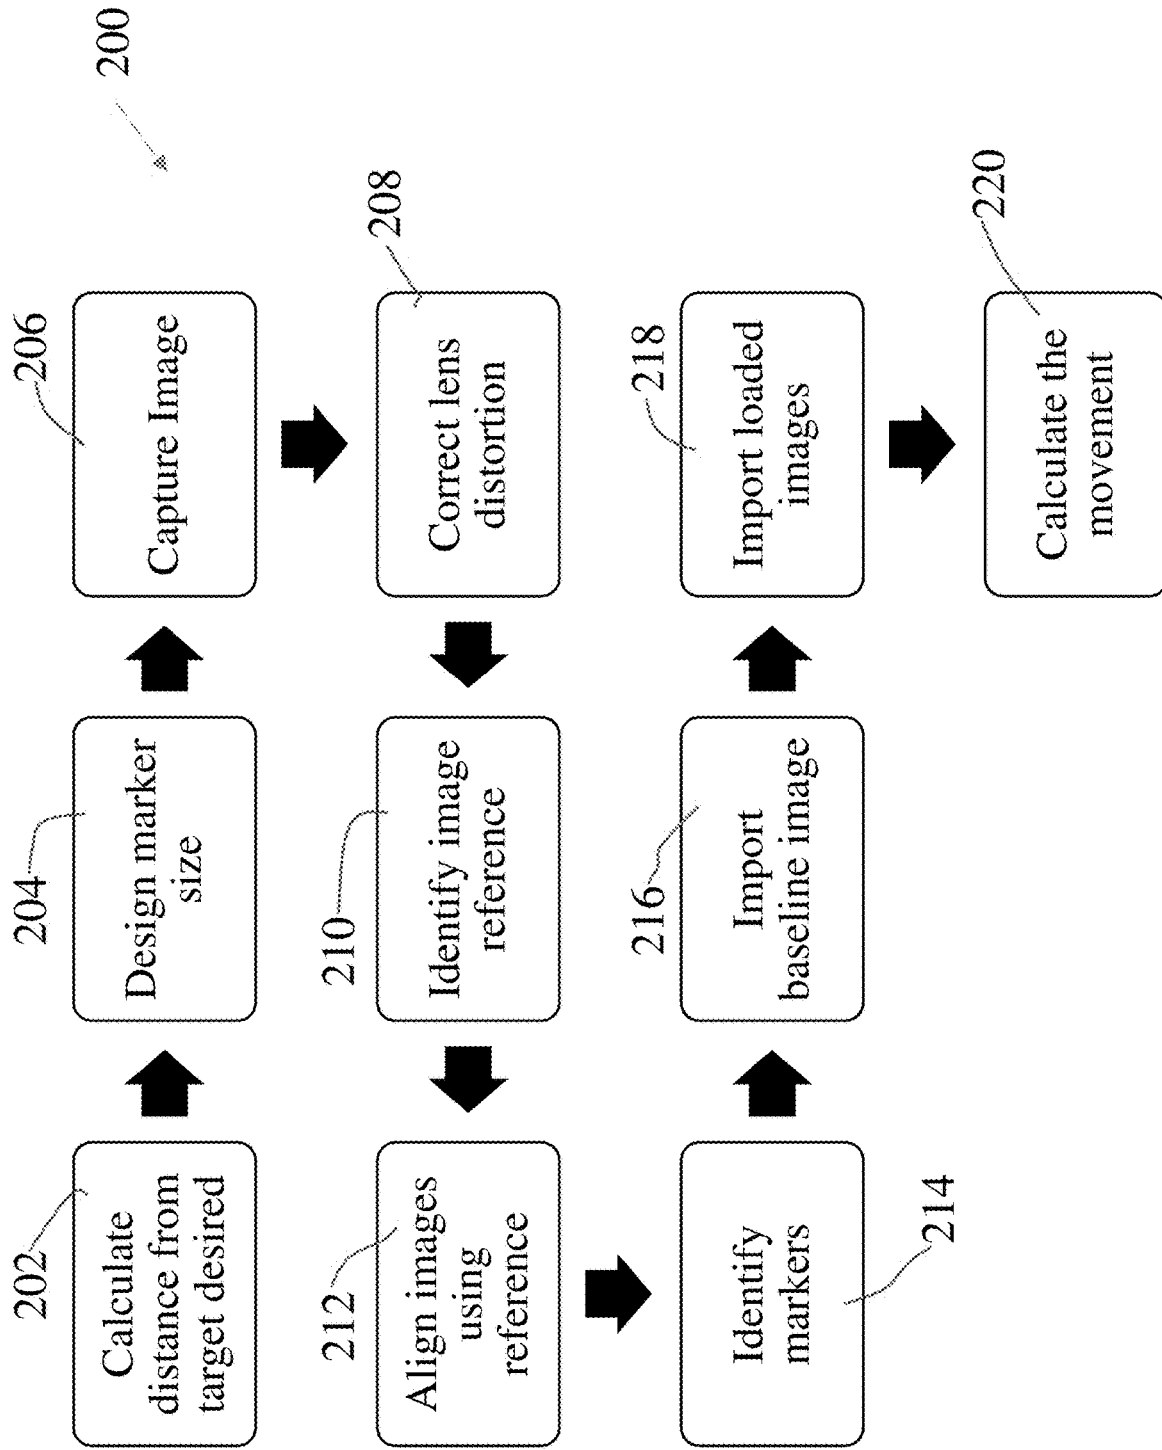 200
202
Calculate
distance from
target desired
204
Design marker
size
206
Capture Image
208
Correct lens
distortion
210
Identify image
reference
212
Align images
using
reference
214
Identify
markers
216
Import
baseline image
218
Import loaded
images
220
Calculate the
movement